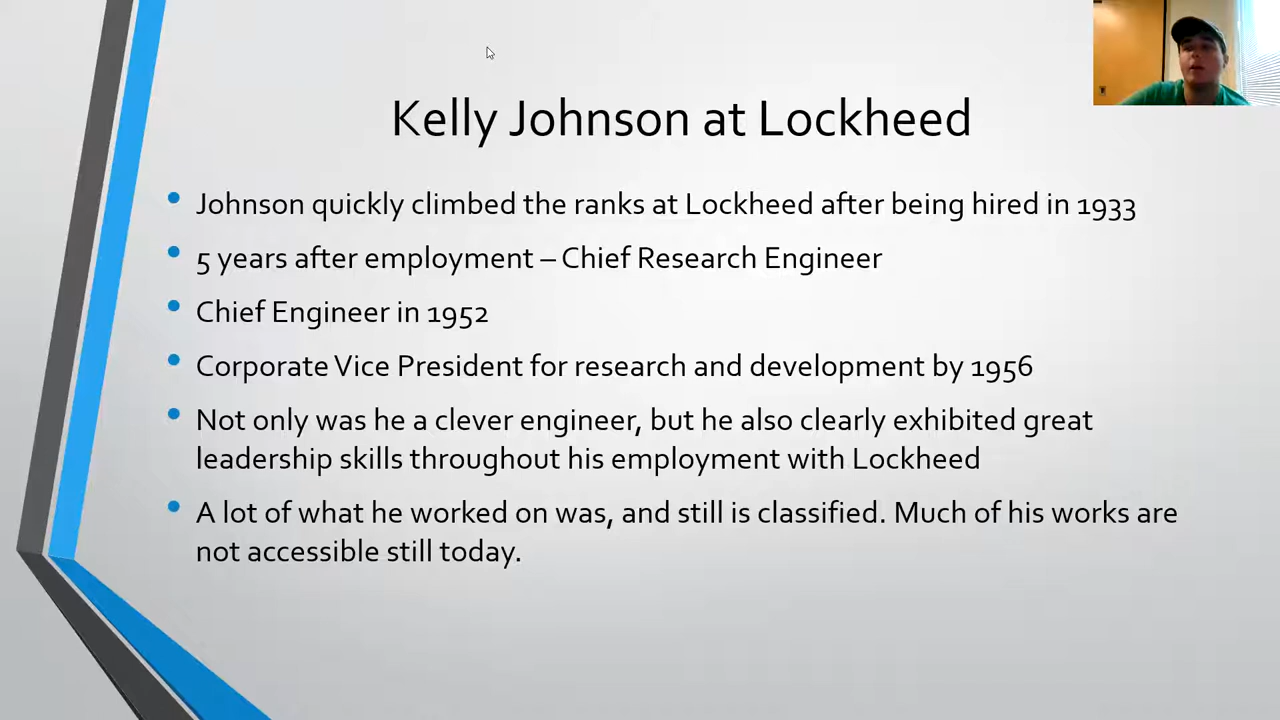 Kelly Johnson at Lockheed
Johnson quickly climbed the ranks at Lockheed after being hired in 1933
5 years after employment – Chief Research Engineer
Chief Engineer in 1952
Corporate Vice President for research and development by 1956
Not only was he a clever engineer, but he also clearly exhibited great
leadership skills throughout his employment with Lockheed
A lot of what he worked on was, and still is classified. Much of his works are
not accessible still today.